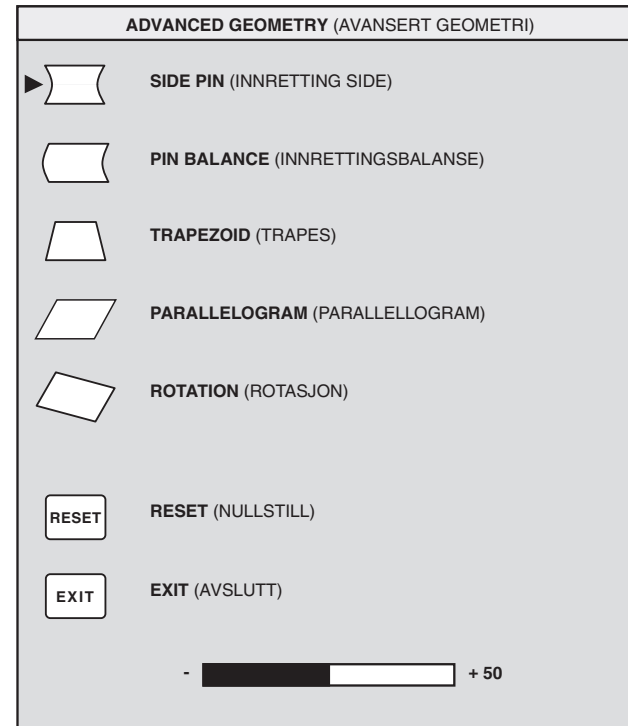 ADVANCED GEOMETRY (AVANSERT GEOMETRI)
SIDE PIN (INNRETTING SIDE)
PIN BALANCE (INNRETTINGSBALANSE)
TRAPEZOID (TRAPES)
PARALLELOGRAM (PARALLELLOGRAM)
ROTATION (ROTASJON)
RESET RESET (NULLSTILL)
EXIT EXIT (AVSLUTT)
- + 50